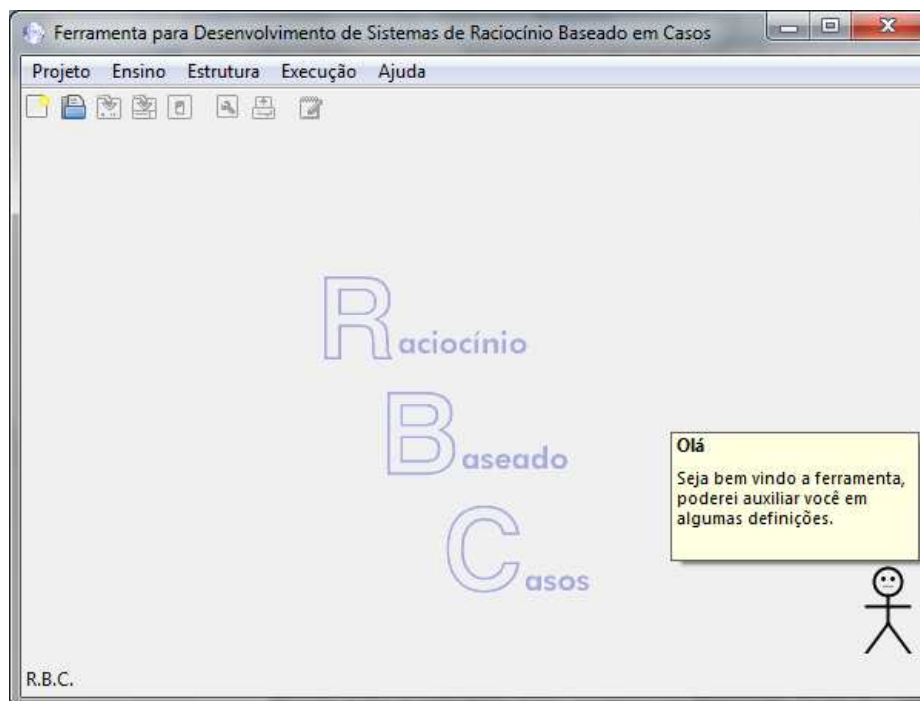 Ferramenta para Desenvolvimento de Sistemas de Raciocínio Baseado em Casos
Projeto Ensino Estrutura Execução Ajuda
Raciocínio
Baseado
Casos
Olá
Seja bem vindo a ferramenta,
poderei auxiliar você em
algumas definições.
R.B.C.